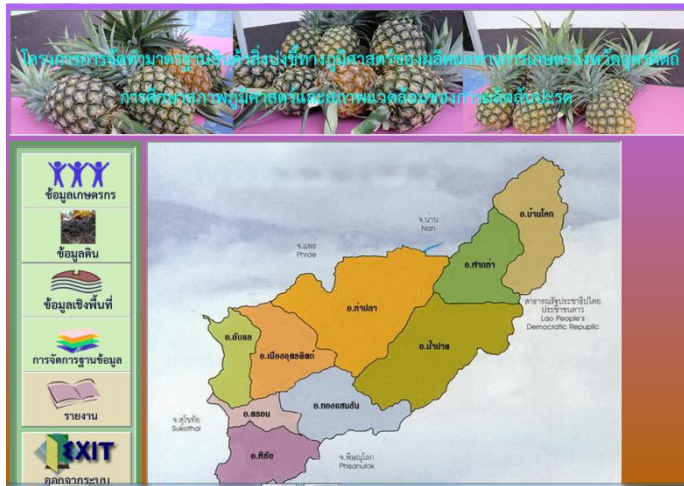 โครงการการจัดทำมาตรฐานสินค้าสิ่งบ่งชี้ทางภูมิศาสตร์ของผลิตผลทางการเกษตรจังหวัดอุตรดิตถ์
การศึกษาสภาพภูมิศาสตร์และสภาพแวดล้อมของการผลิตสับปะรด
ข้อมูลเกษตรกร
ข้อมูลดิน
ข้อมูลเชิงพื้นที่
การจัดการฐานข้อมูล
รายงาน
EXIT
ออกจากระบบ
อ.บ้านโคก
จ.น่าน
Nan
จ.แพร่
Phrae
อ.ฟากท่า
อ.ท่าปลา
สาธารณรัฐประชาธิปไตย
ประชาชนลาว
Lao People's
Democratic Repuplic
อ.ลับแล
อ.เมืองอุตรดิตถ์
อ.น้ำปาด
อ.ทองแสนขัน
อ.ตรอน
จ.สุโขทัย
Sukothai
อ.พิชัย
จ.พิษณุโลก
Phisanulok